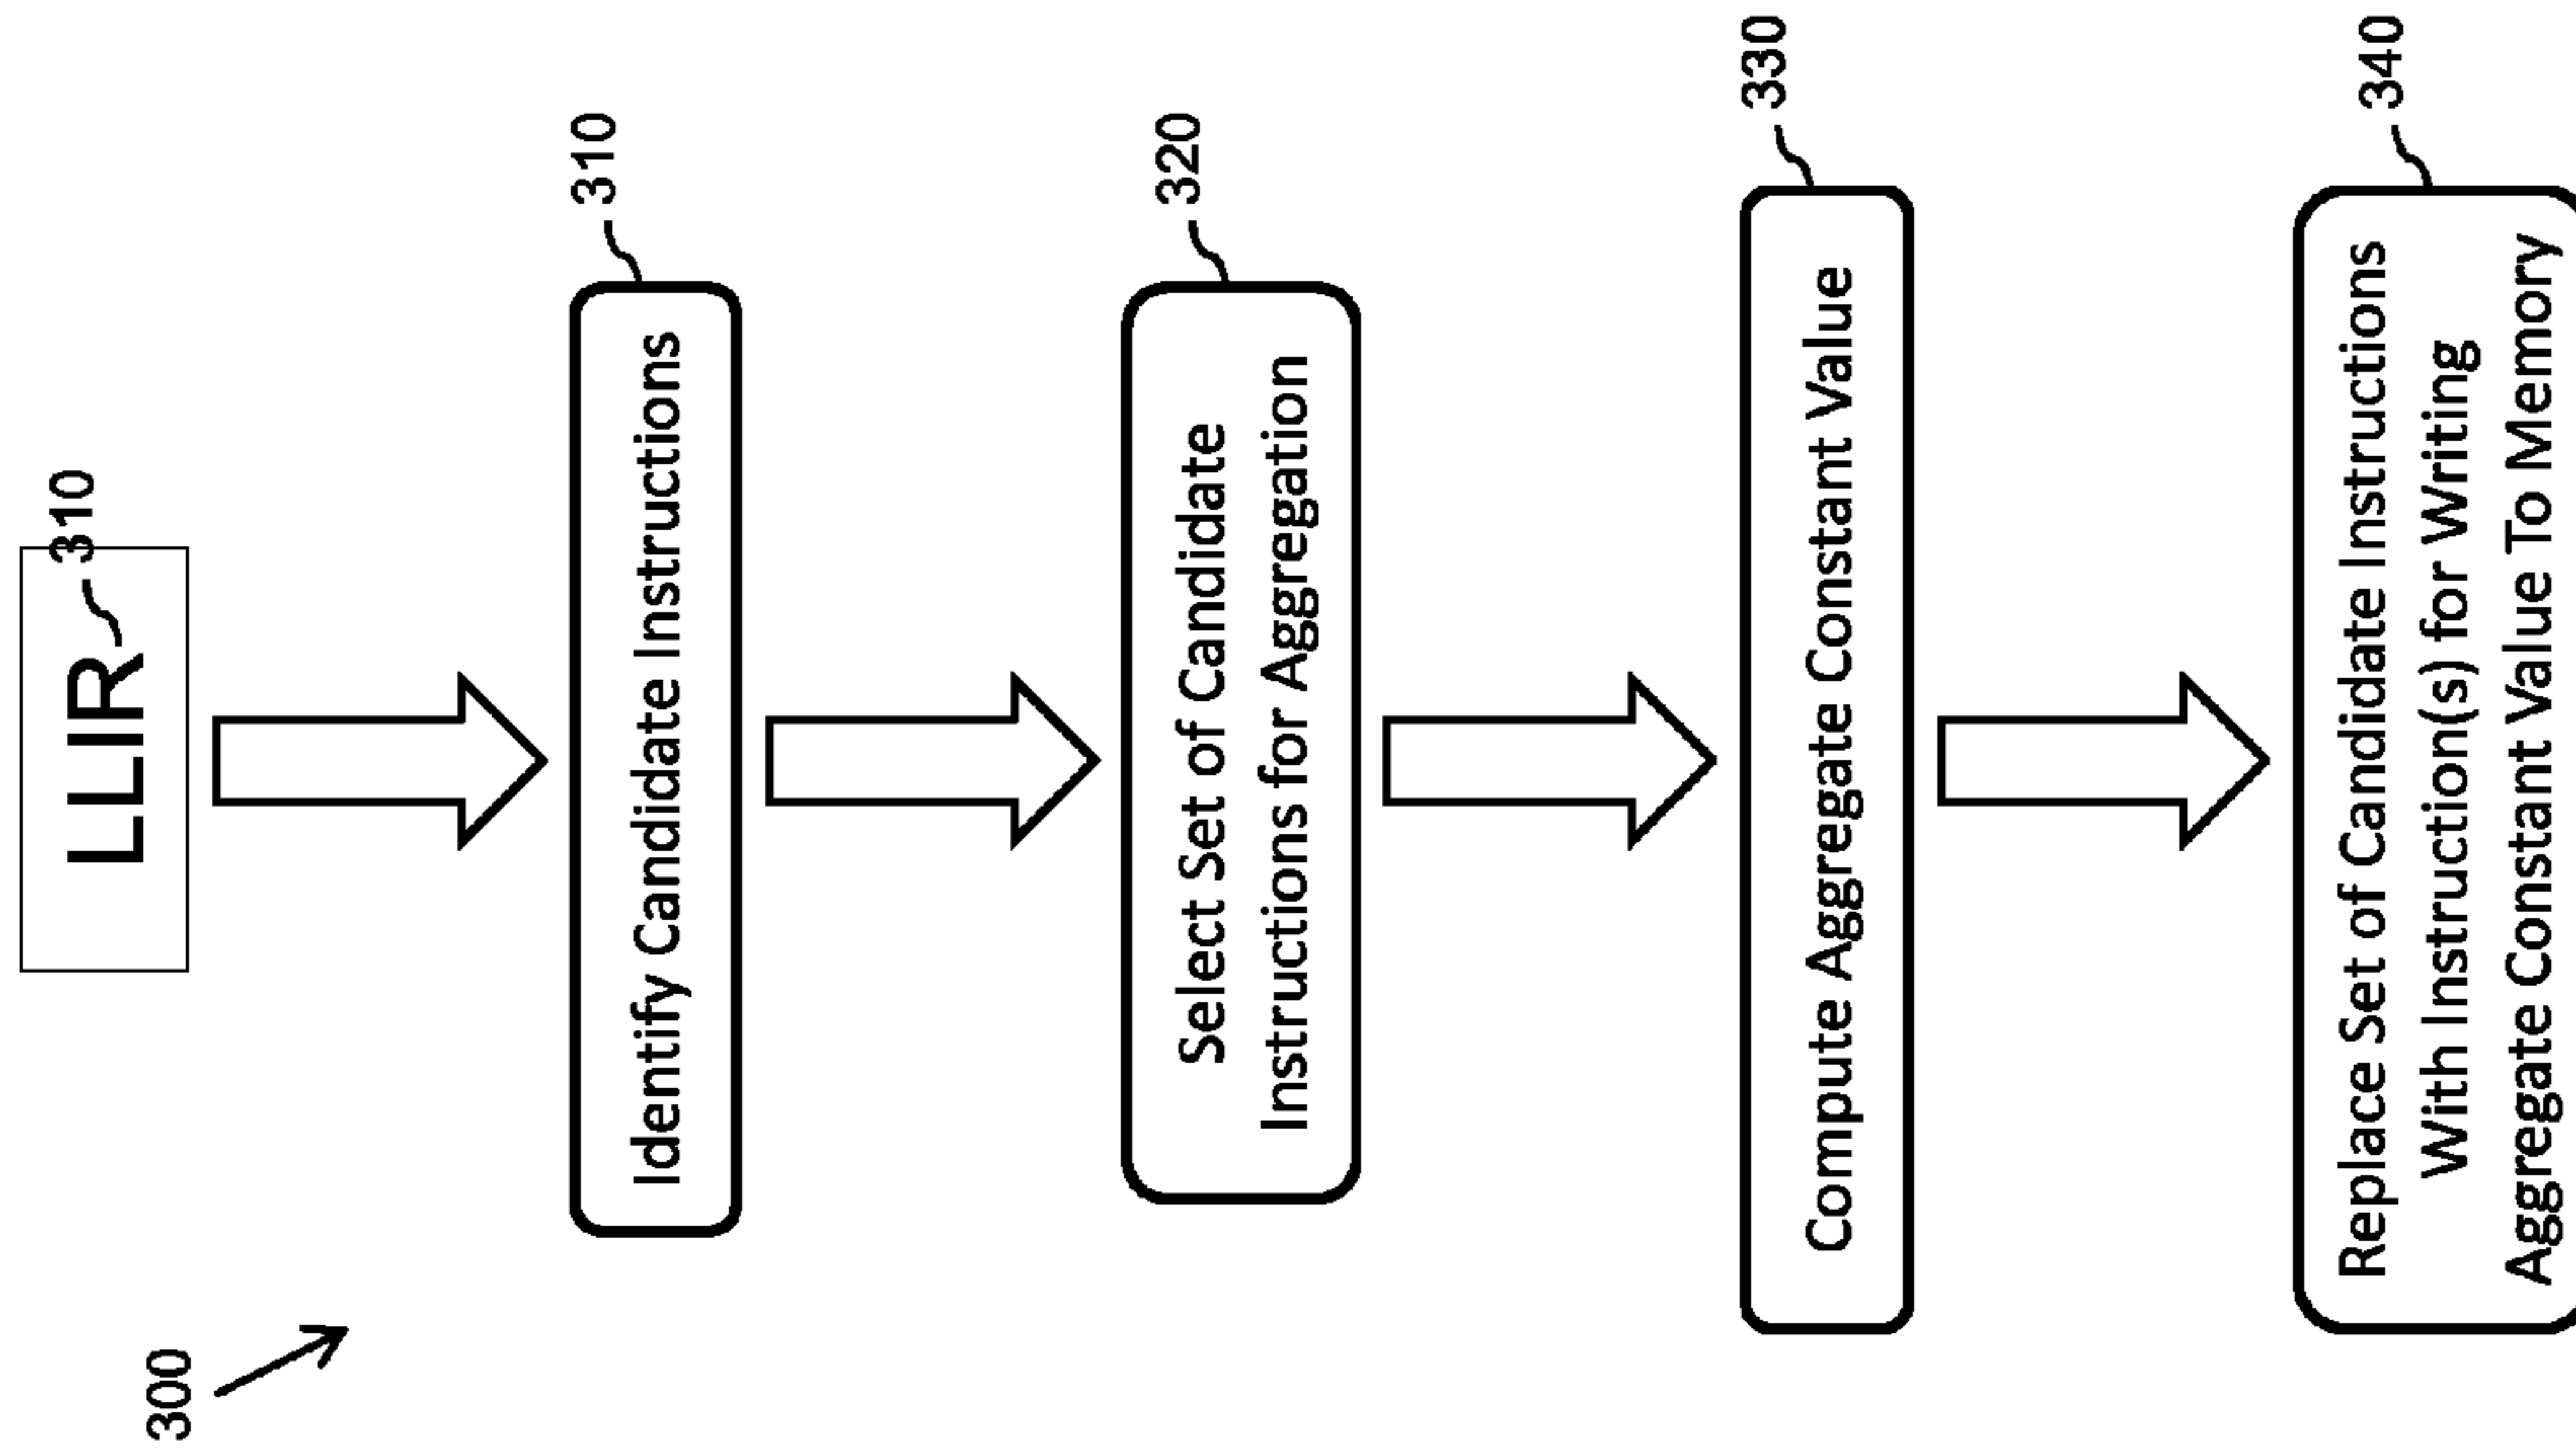 300
LLIR
310
310
Identify Candidate Instructions
320
Select Set of Candidate
Instructions for Aggregation
330
Compute Aggregate Constant Value
340
Replace Set of Candidate Instructions
With Instruction(s) for Writing
Aggregate Constant Value To Memory